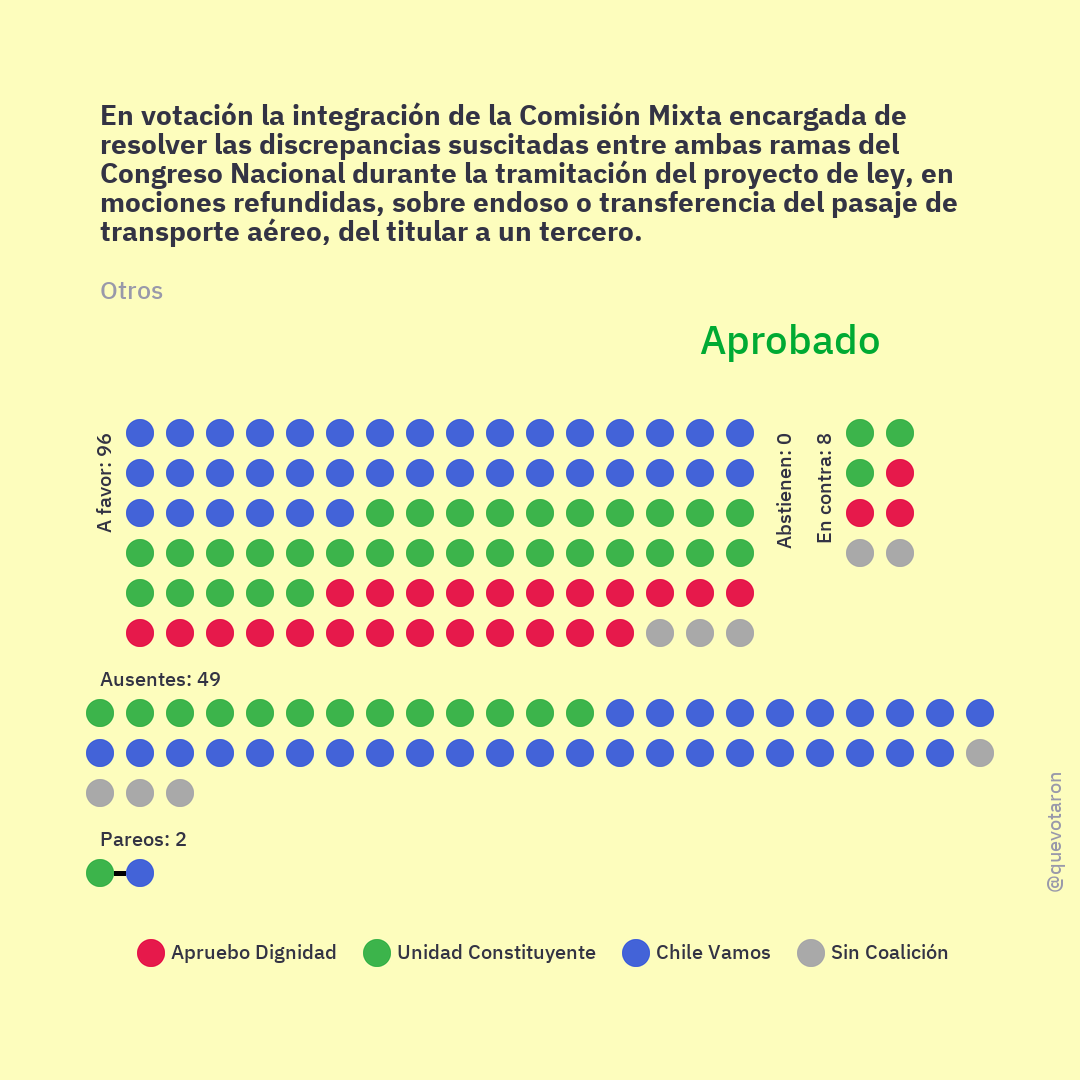 En votación la integración de la Comisión Mixta encargada de
resolver las discrepancias suscitadas entre ambas ramas del
Congreso Nacional durante la tramitación del proyecto de ley, en
mociones refundidas, sobre endoso o transferencia del pasaje de
transporte aéreo, del titular a un tercero.
Otros
Aprobado
A favor: 96
Abstienen: 0
En contra: 8
Ausentes: 49
Pareos: 2
@quevotaron
Apruebo Dignidad
Unidad Constituyente
Chile Vamos
Sin Coalición